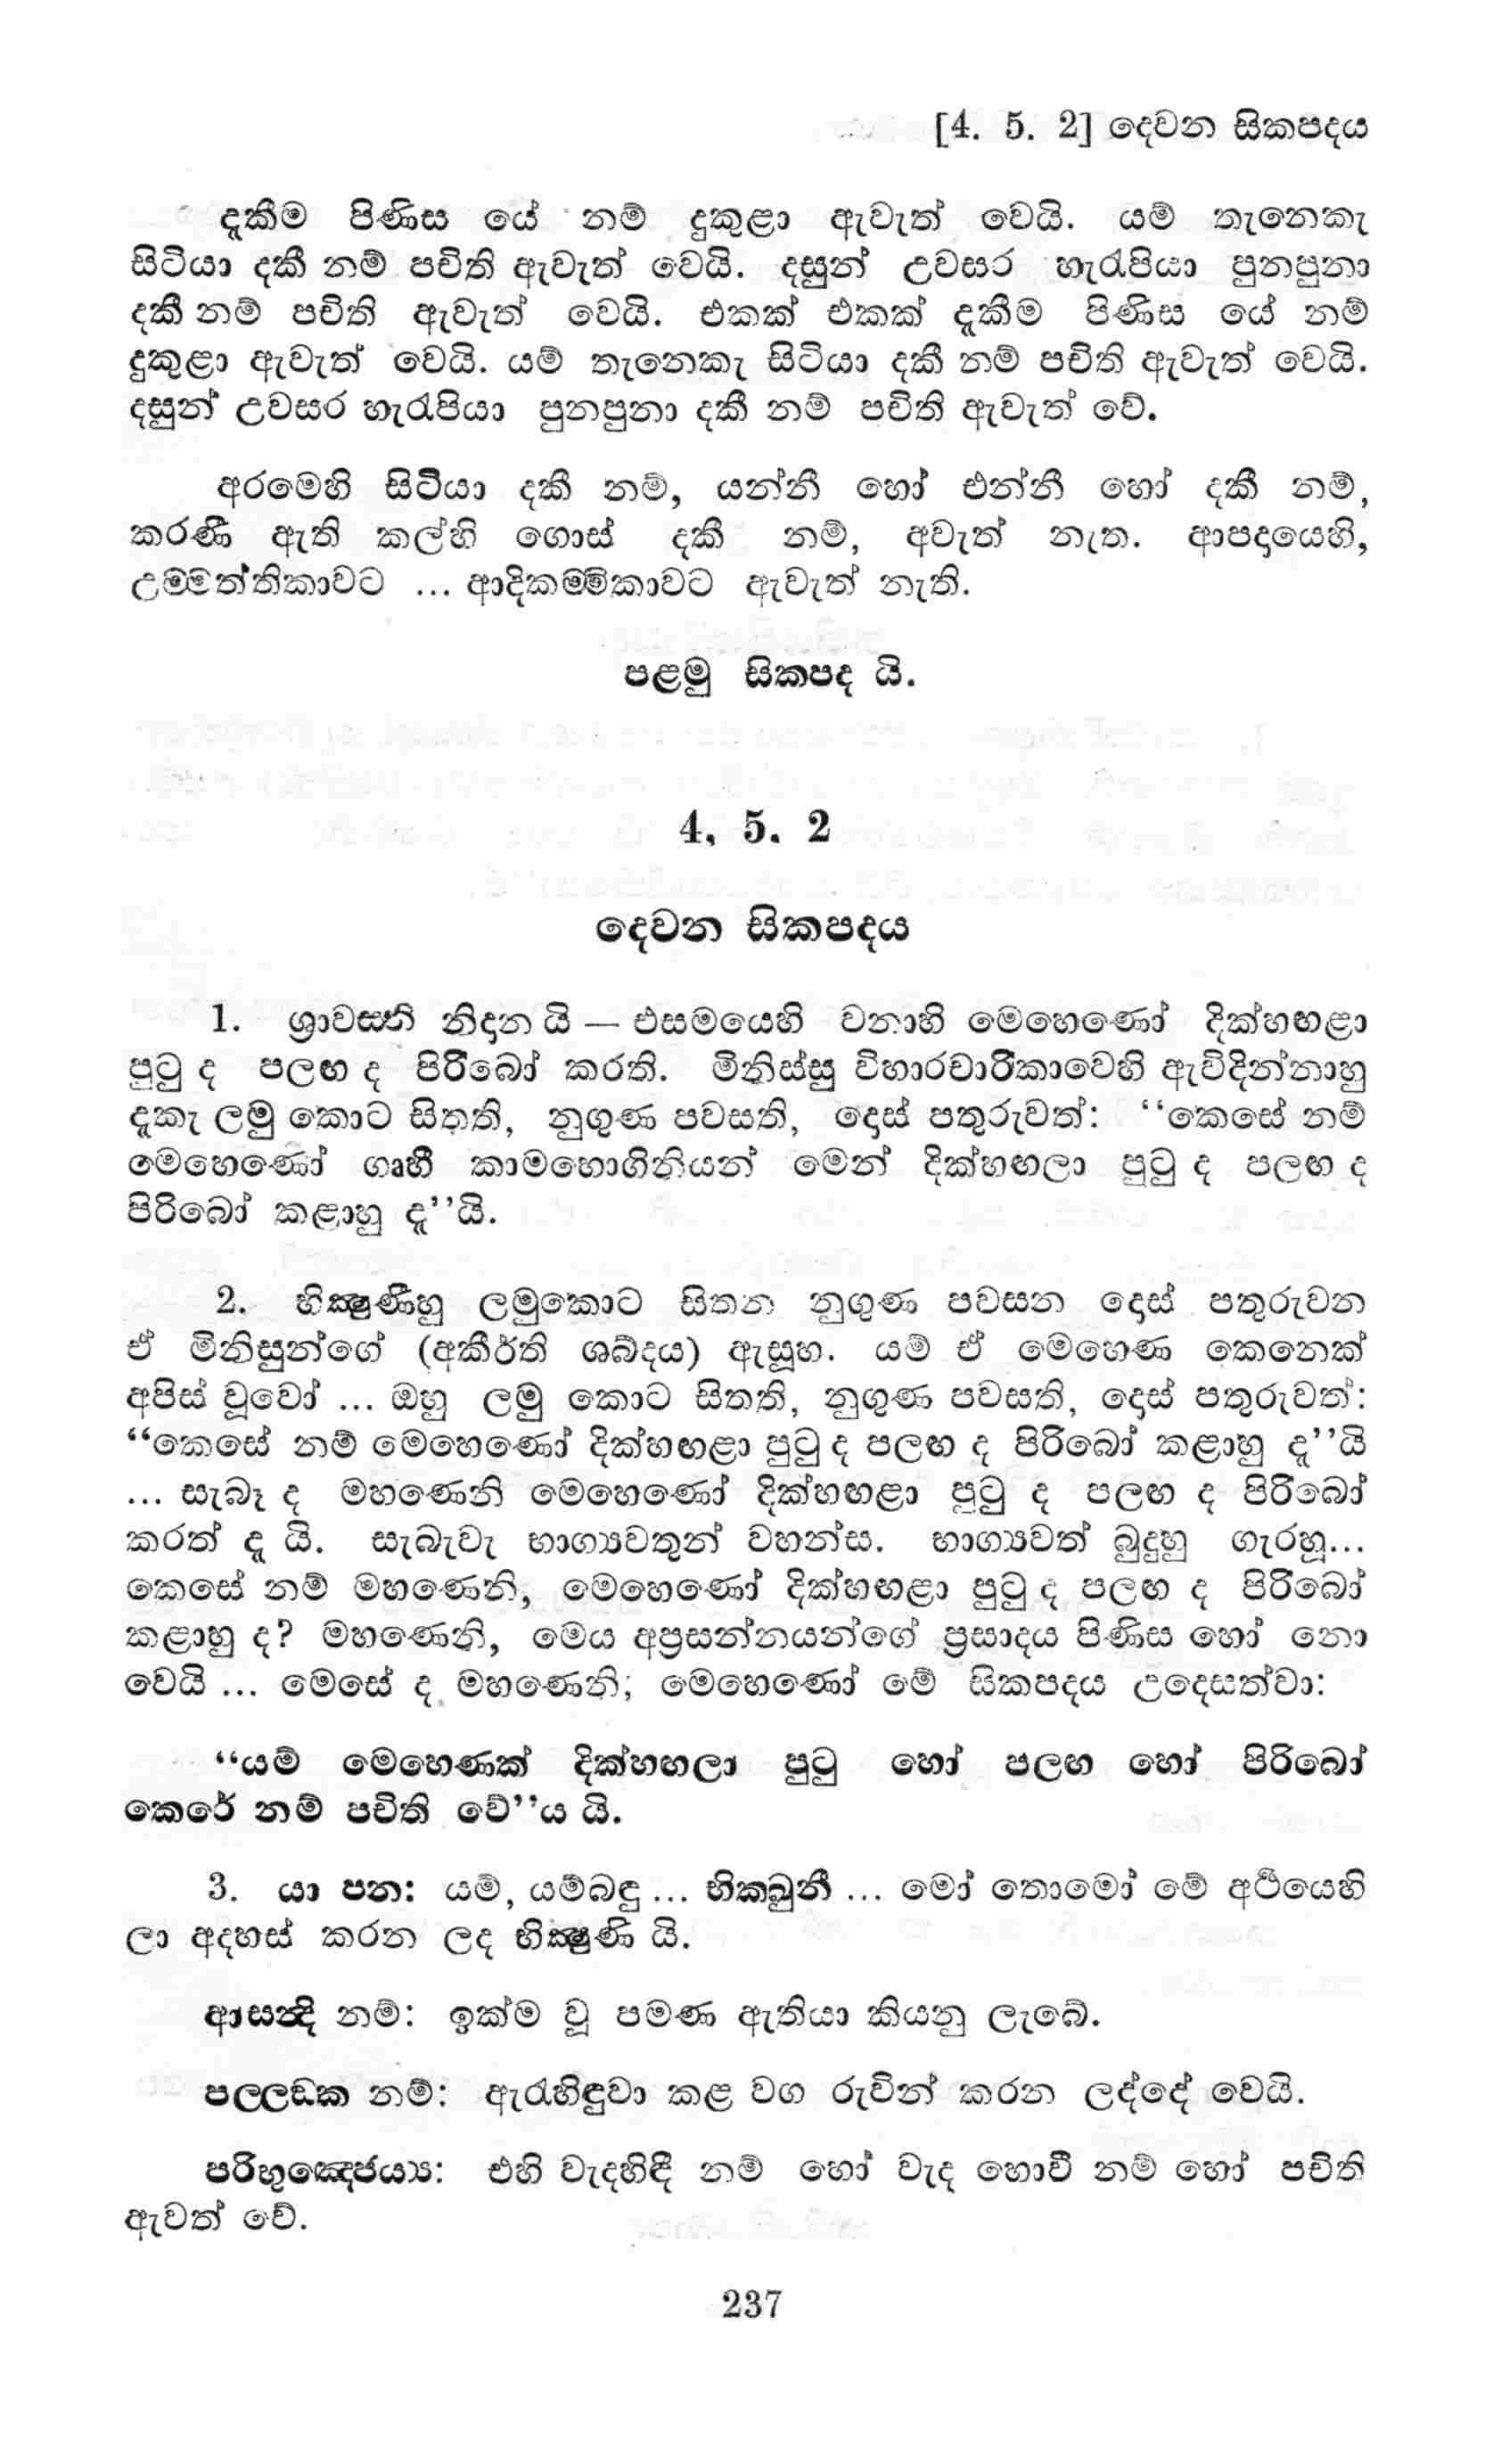 [4. 5. 2] දෙවන සිකපදය
දැකීම පිණිස යේ නම් දුකුළා ඇවැත් වෙයි. යම් තැනෙකැ
සිටියා දකී නම් පචිති ඇවැත් වෙයි. දසුන් උවසර හැරපියා පුනපුනා
දකී නම් පචිති ඇවැත් වෙයි. එකක් එකක් දැකීම පිණිස යේ නම්
දුකුළා ඇවැත් වෙයි. යම් තැනෙකැ සිටියා දකී නම් පචිති ඇවැත් වෙයි.
දසුන් උවසර හැරපියා පුනපුනා දකී නම් පචිති ඇවැත් වේ.
අරමෙහි සිටියා දකී නම්, යන්නී හෝ එන්නී හෝ දකී නම්,
කරණී ඇති කල්හි ගොස් දකී නම්, අවැත් නැත. ආපදායෙහි,
උම්මත්තිකාවට ... ආදිකම්මිකාවට ඇවැත් නැති.
පළමු සිකපද යි.
4, 5. 2
දෙවන සිකපදය
1. ශ්‍රාවස්ති නිදාන යි — එසමයෙහි වනාහි මෙහෙණෝ දික්හඟළා
පුටු ද පලඟ ද පිරිබෝ කරති. මිනිස්සු විහාරචාරිකාවෙහි ඇවිදින්නාහු
දැකැ ලමු කොට සිතති, නුගුණ පවසති, දොස් පතුරුවත්: “කෙසේ නම්
මෙහෙණෝ ගෘහී කාමභොගිනියන් මෙන් දික්හඟලා පුටු ද පලඟ ද
පිරිබෝ කළාහු දැ”යි.
2. භික්‍ෂුණීහු ලමුකොට සිතන නුගුණ පවසන දොස් පතුරුවන
ඒ මිනිසුන්ගේ (අකීර්ති ශබ්දය) ඇසූහ. යම් ඒ මෙහෙණ කෙනෙක්
අපිස් වූවෝ ... ඔහු ලමු කොට සිතති, නුගුණ පවසති, දොස් පතුරුවත්:
“කෙසේ නම් මෙහෙණෝ දික්හඟළා පුටු ද පලඟ ද පිරිබෝ කළාහු දැ”යි
... සැබෑ ද මහණෙනි මෙහෙණෝ දික්හඟළා පුටු ද පලඟ ද පිරිබෝ
කරත් දැ යි. සැබැවැ භාග්‍යවතුන් වහන්ස. භාග්‍යවත් බුදුහු ගැරහූ...
කෙසේ නම් මහණෙනි, මෙහෙණෝ දික්හඟළා පුටු ද පලඟ ද පිරිබෝ
කළාහු ද? මහණෙනි, මෙය අප්‍රසන්නයන්ගේ ප්‍රසාදය පිණිස හෝ නො
වෙයි ... මෙසේ ද මහණෙනි; මෙහෙණෝ මේ සිකපදය උදෙසත්වා:
“යම් මෙහෙණක් දික්හඟලා පුටු හෝ පලඟ හෝ පිරිබෝ
කෙරේ නම් පචිති වේ”ය යි.
3. යා පන: යම්, යම්බඳු ... භික්ඛුනී ... මෝ තොමෝ මේ අර්‍ථයෙහි
ලා අදහස් කරන ලද භික්‍ෂුණි යි.
ආසන්‍දි නම්: ඉක්ම වූ පමණ ඇතියා කියනු ලැබේ.
පල්ලඞ්ක නම්: ඇරහිඳුවා කළ වග රුවින් කරන ලද්දේ වෙයි.
පරිභුඤ්ජෙය්‍ය: එහි වැදහිඳී නම් හෝ වැද හොවී නම් හෝ පචිති
ඇවත් වේ.
237